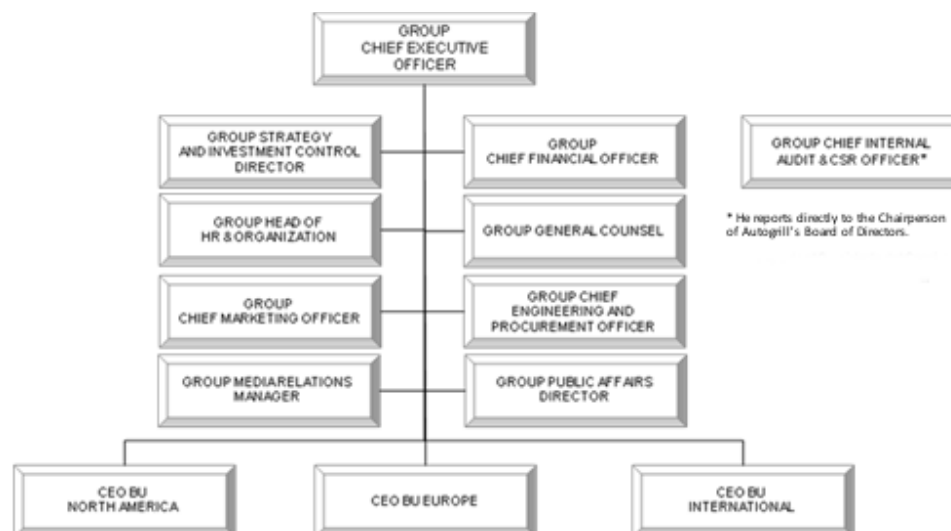 GROUP
CHIEF EXECUTIVE
OFFICER
GROUP STRATEGY
AND INVESTMENT CONTROL
DIRECTOR
GROUP
CHIEF FINANCIAL OFFICER
GROUP CHIEF INTERNAL
AUDIT & CSR OFFICER*
* He reports directly to the Chairperson
of Autogrill's Board of Directors.
GROUP HEAD OF
HR & ORGANIZATION
GROUP GENERAL COUNSEL
GROUP
CHIEF MARKETING OFFICER
GROUP CHIEF
ENGINEERING AND
PROCUREMENT OFFICER
GROUP MEDIA RELATIONS
MANAGER
GROUP PUBLIC AFFAIRS
DIRECTOR
CEO BU
NORTH AMERICA
CEO BU EUROPE
CEO BU
INTERNATIONAL